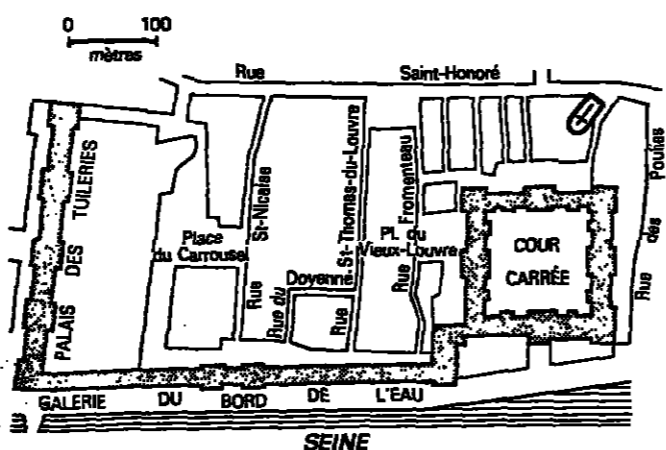 0 100
mètres
Rue Saint-Honoré
PALAIS DES TUILERIES
Place
du Carrousel
Rue St-Nicaise
Rue du
Doyenné
Rue St-Thomas-du-Louvre
Rue Fromenteau
Pl. du
Vieux-Louvre
COUR
CARRÉE
Rue des Poulies
GALERIE DU BORD DE L'EAU
SEINE